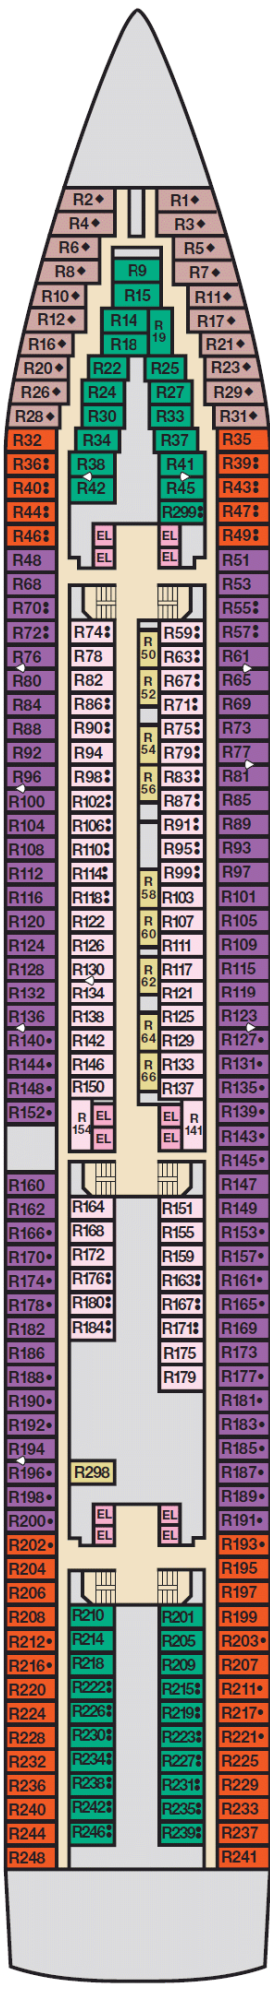 R2◆ R1◆
R4◆ R3◆
R6◆ R5◆
R8◆ R9 R7◆
R10◆ R15 R11◆
R12◆ R14 R19 R17◆
R16◆ R18 R21◆
R20◆ R22 R25 R23◆
R26◆ R24 R27 R29◆
R28◆ R30 R33 R31◆
R32 R34 R37 R35
R36 R38 R41 R39
R40 R42 R45 R43
R44 R299 R47
R46 EL EL R49
R48 EL EL R51
R68 R53
R70 R55
R72 R74 R50 R59 R57
R76 R78 R63 R61
R80 R82 R52 R67 R65
R84 R86 R71 R69
R88 R90 R54 R75 R73
R92 R94 R79 R77
R96 R98 R56 R83 R81
R100 R102 R87 R85
R104 R106 R91 R89
R108 R110 R95 R93
R112 R114 R58 R99 R97
R116 R118 R103 R101
R120 R122 R60 R107 R105
R124 R126 R111 R109
R128 R130 R62 R117 R115
R132 R134 R121 R119
R136 R138 R64 R125 R123
R140• R142 R129 R127•
R144• R146 R66 R133 R131•
R148• R150 R137 R135•
R152• R154 EL EL R141 R139•
EL EL R143•
R145•
R160 R147
R162 R164 R151 R149
R166• R168 R155 R153•
R170• R172 R159 R157•
R174• R176 R163 R161•
R178• R180 R167 R165•
R182 R184 R171 R169
R186 R175 R173
R188• R179 R177•
R190• R181•
R192• R183•
R194 R185•
R196• R298 R187•
R198• R189•
R200• EL EL R191•
R202• EL EL R193•
R204 R195
R206 R197
R208 R210 R201 R199
R212• R214 R205 R203•
R216• R218 R209 R207
R220 R222 R215 R211•
R224 R226 R219 R217•
R228 R230 R223 R221•
R232 R234 R227 R225
R236 R238 R231 R229
R240 R242 R235 R233
R244 R246 R239 R237
R248 R241